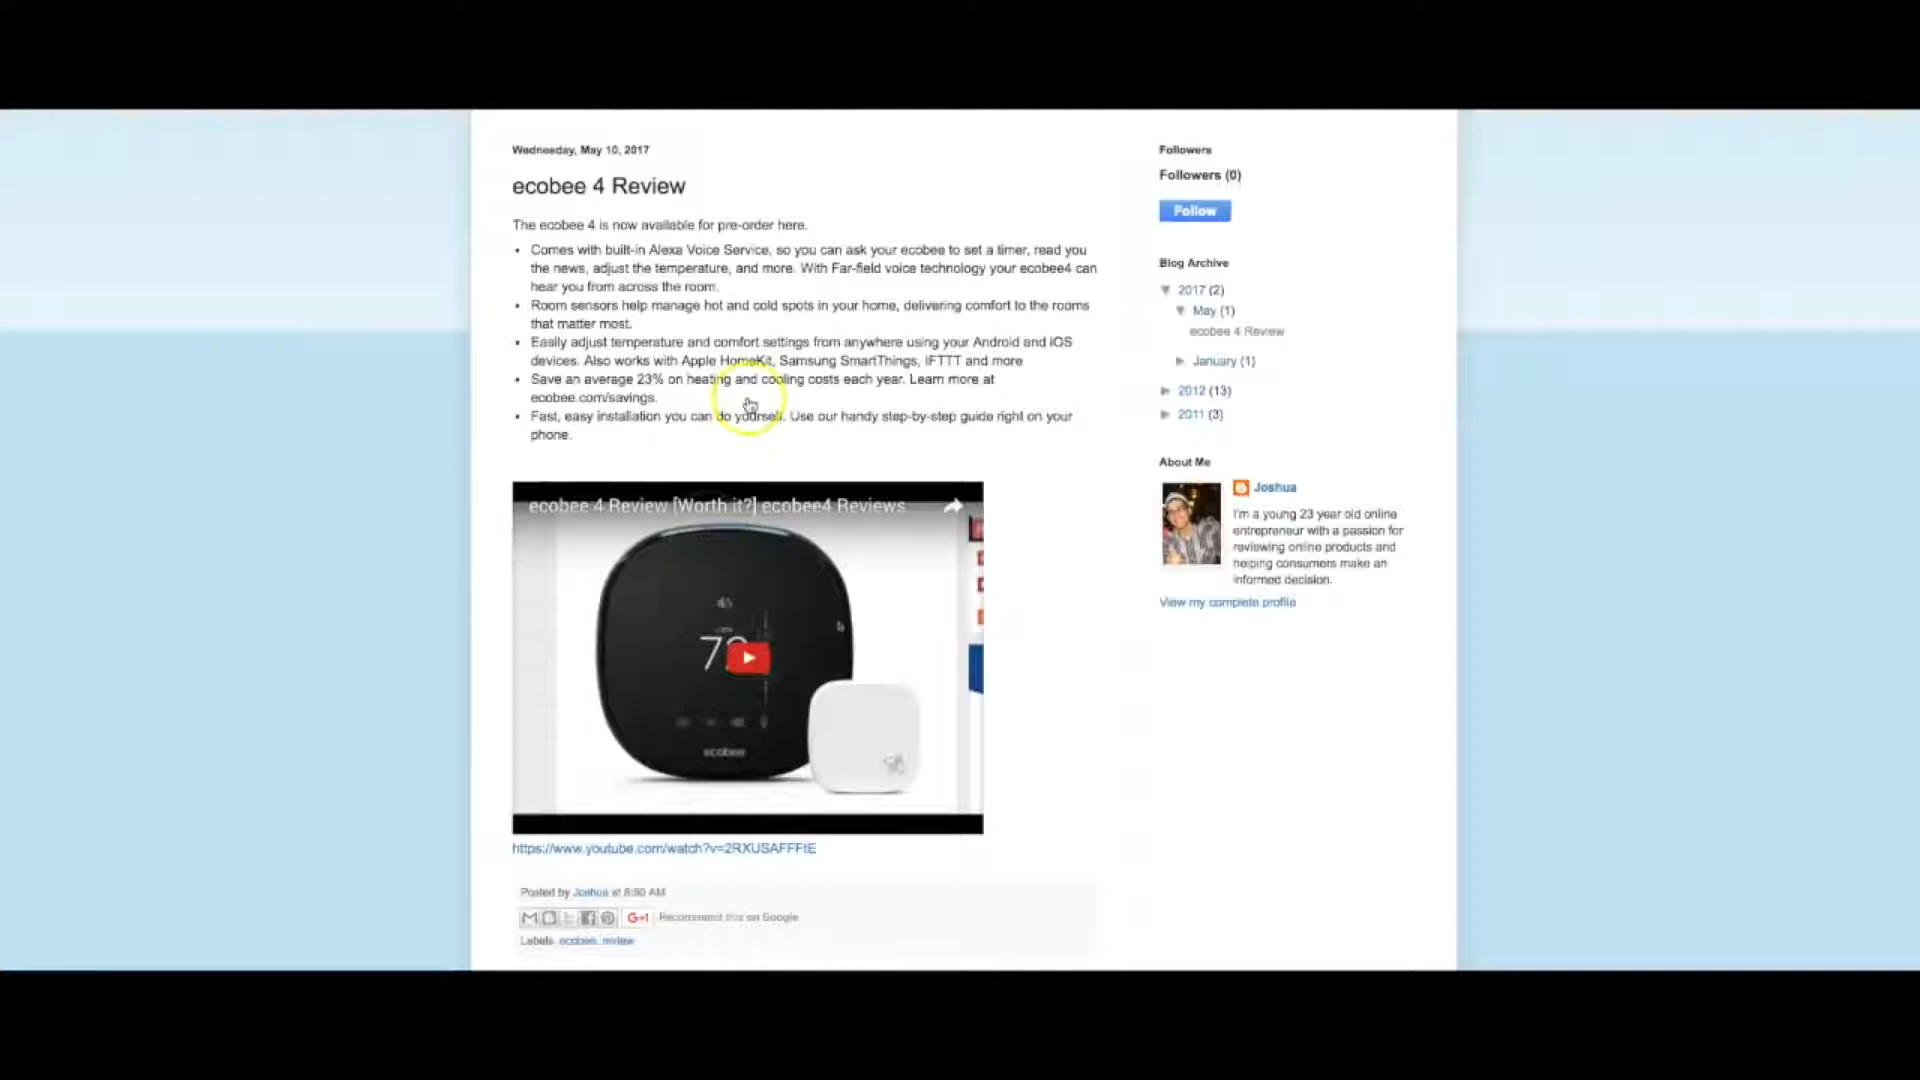 Wednesday, May 10, 2017
ecobee 4 Review
The ecobee 4 is now available for pre-order here.
Comes with built-in Alexa Voice Service, so you can ask your ecobee to set a timer, read you
the news, adjust the temperature, and more. With Far-field voice technology your ecobee4 can
hear you from across the room.
Room sensors help manage hot and cold spots in your home, delivering comfort to the rooms
that matter most.
Easily adjust temperature and comfort settings from anywhere using your Android and iOS
devices. Also works with Apple HomeKit, Samsung SmartThings, IFTTT and more
Save an average 23% on heating and cooling costs each year. Learn more at
ecobee.com/savings.
Fast, easy installation you can do yourself. Use our handy step-by-step guide right on your
phone.
ecobee 4 Review [Worth it?] ecobee4 Reviews
ecobee
https://www.youtube.com/watch?v=2RXUSAFFFtE
Posted by Joshua at 8:50 AM
G+1 Recommend this on Google
Labels: ecobee, review
Followers
Followers (0)
Follow
Blog Archive
2017 (2)
May (1)
ecobee 4 Review
January (1)
2012 (13)
2011 (3)
About Me
Joshua
I'm a young 23 year old online
entrepreneur with a passion for
reviewing online products and
helping consumers make an
informed decision.
View my complete profile